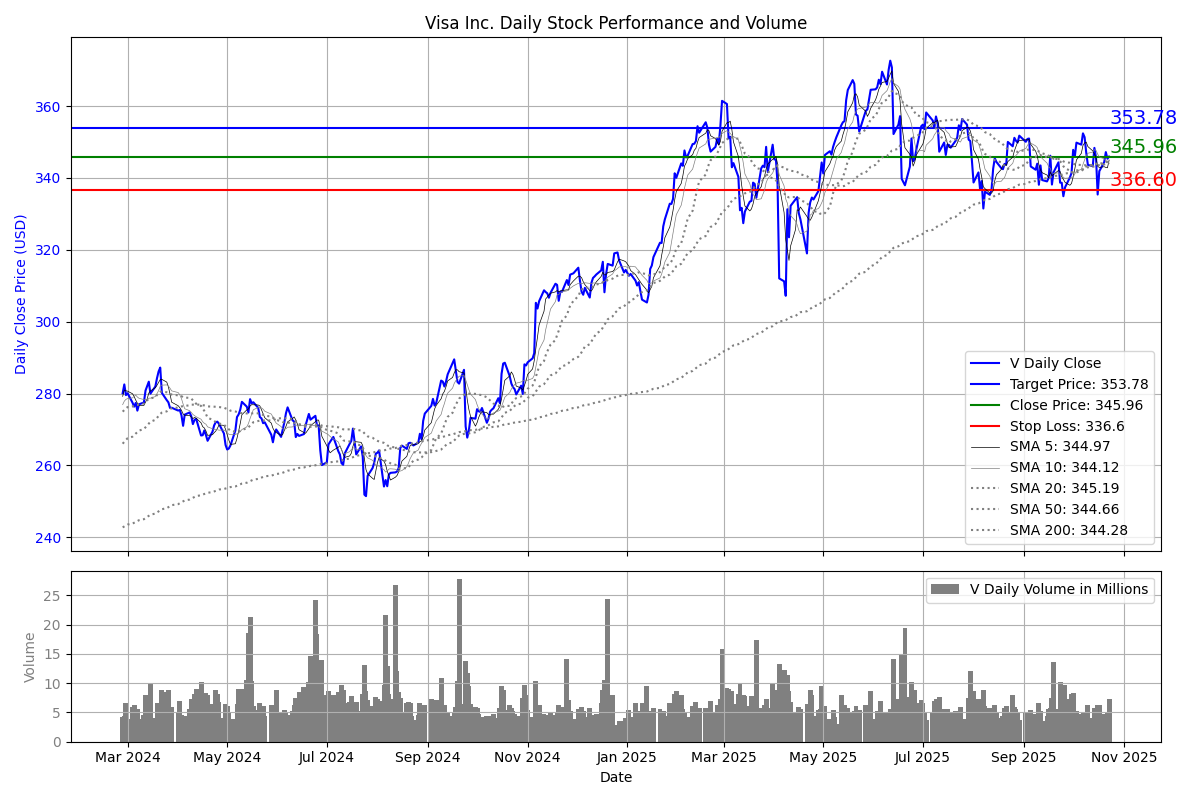 Visa Inc. Daily Stock Performance and Volume
Daily Close Price (USD)
360
340
320
300
280
260
240
353.78
345.96
336.60
V Daily Close
Target Price: 353.78
Close Price: 345.96
Stop Loss: 336.6
SMA 5: 344.97
SMA 10: 344.12
SMA 20: 345.19
SMA 50: 344.66
SMA 200: 344.28
Volume
25
20
15
10
5
0
V Daily Volume in Millions
Mar 2024 May 2024 Jul 2024 Sep 2024 Nov 2024 Jan 2025 Mar 2025 May 2025 Jul 2025 Sep 2025 Nov 2025
Date